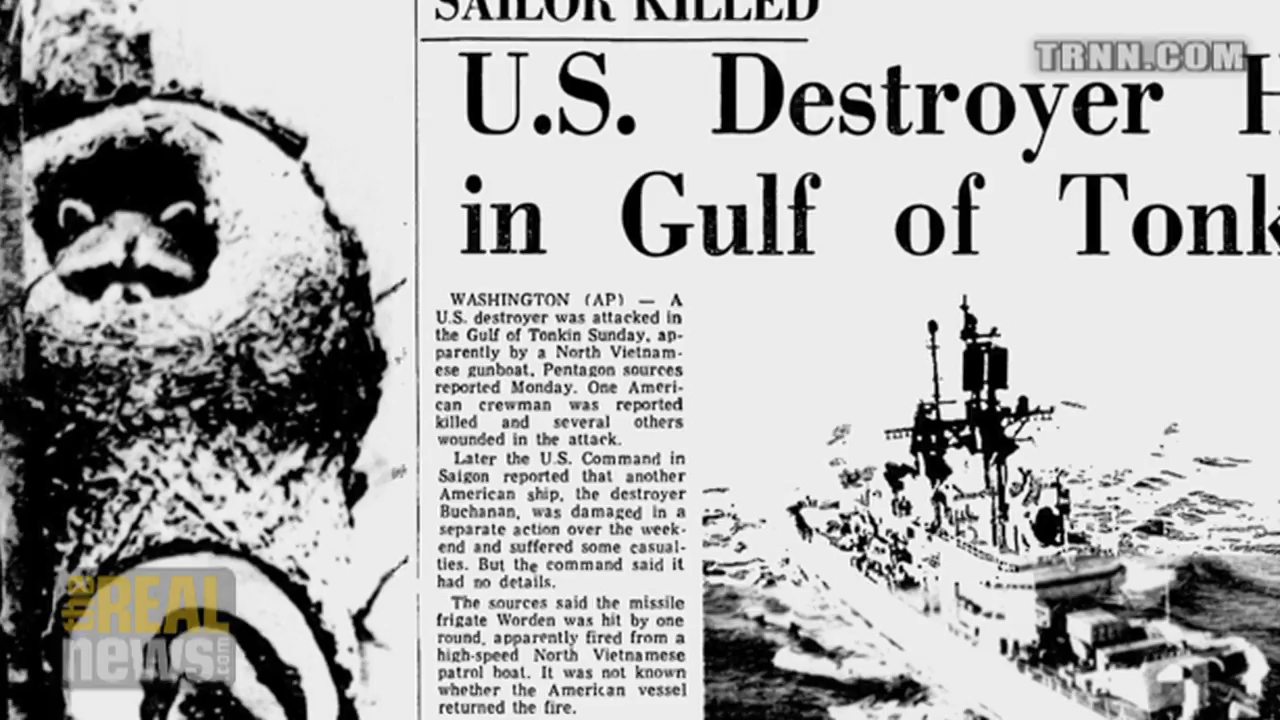 SAILOR KILLED
TRNN.COM
U.S. Destroyer H
in Gulf of Tonk
WASHINGTON (AP) — A
U.S. destroyer was attacked in
the Gulf of Tonkin Sunday, ap-
parently by a North Vietnam-
ese gunboat, Pentagon sources
reported Monday. One Ameri-
can crewman was reported
killed and several others
wounded in the attack.
Later the U.S. Command in
Saigon reported that another
American ship, the destroyer
Buchanan, was damaged in a
separate action over the week-
end and suffered some casual-
ties. But the command said it
had no details.
The sources said the missile
frigate Worden was hit by one
round, apparently fired from a
high-speed North Vietnamese
patrol boat. It was not known
whether the American vessel
returned the fire.
the REAL
news.com